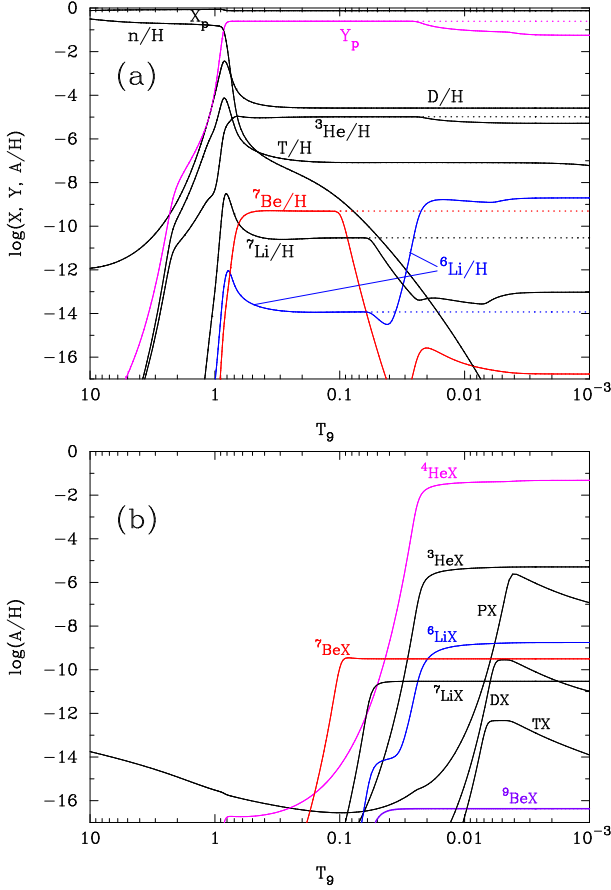 0
X_p
n/H
Y_p
(a)
−2
−4
D/H
³He/H
−6
T/H
−8
⁷Be/H
−10
⁷Li/H
⁶Li/H
−12
−14
−16
log(X, Y, A/H)
10
1
0.1
0.01
10⁻³
T₉
0
(b)
⁴HeX
−2
−4
³HeX
−6
PX
⁶LiX
−8
⁷BeX
−10
⁷LiX
DX
TX
−12
−14
⁹BeX
−16
log(A/H)
10
1
0.1
0.01
10⁻³
T₉